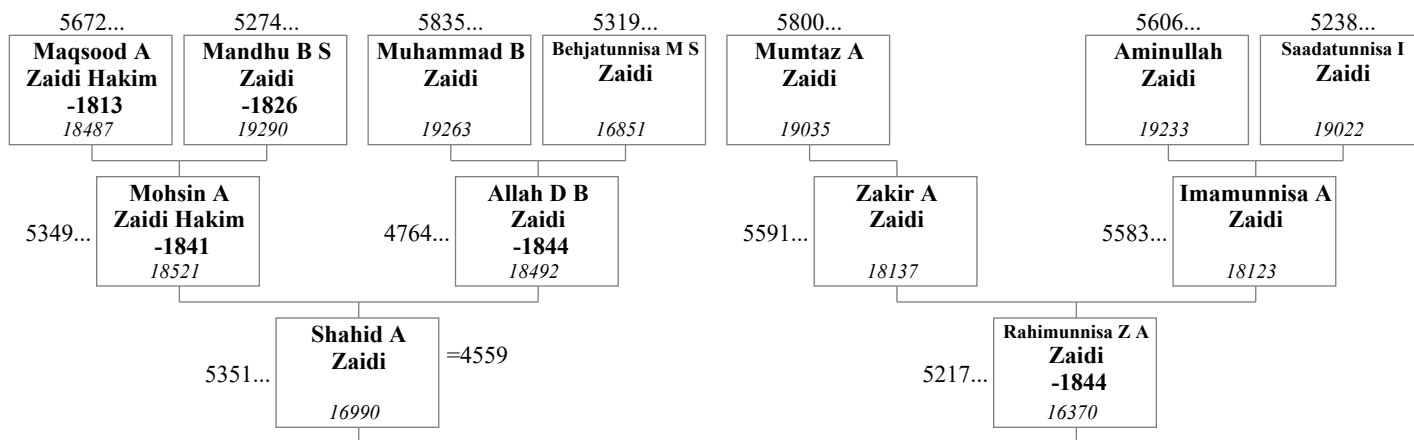 5672...
5274...
5835...
5319...
5800...
5606...
5238...
Maqsood A
Zaidi Hakim
-1813
18487
Mandhu B S
Zaidi
-1826
19290
Muhammad B
Zaidi
19263
Behjatunnisa M S
Zaidi
16851
Mumtaz A
Zaidi
19035
Aminullah
Zaidi
19233
Saadatunnisa I
Zaidi
19022
5349...
Mohsin A
Zaidi Hakim
-1841
18521
4764...
Allah D B
Zaidi
-1844
18492
5591...
Zakir A
Zaidi
18137
5583...
Imamunnisa A
Zaidi
18123
5351...
Shahid A
Zaidi
16990
=4559
5217...
Rahimunnisa Z A
Zaidi
-1844
16370